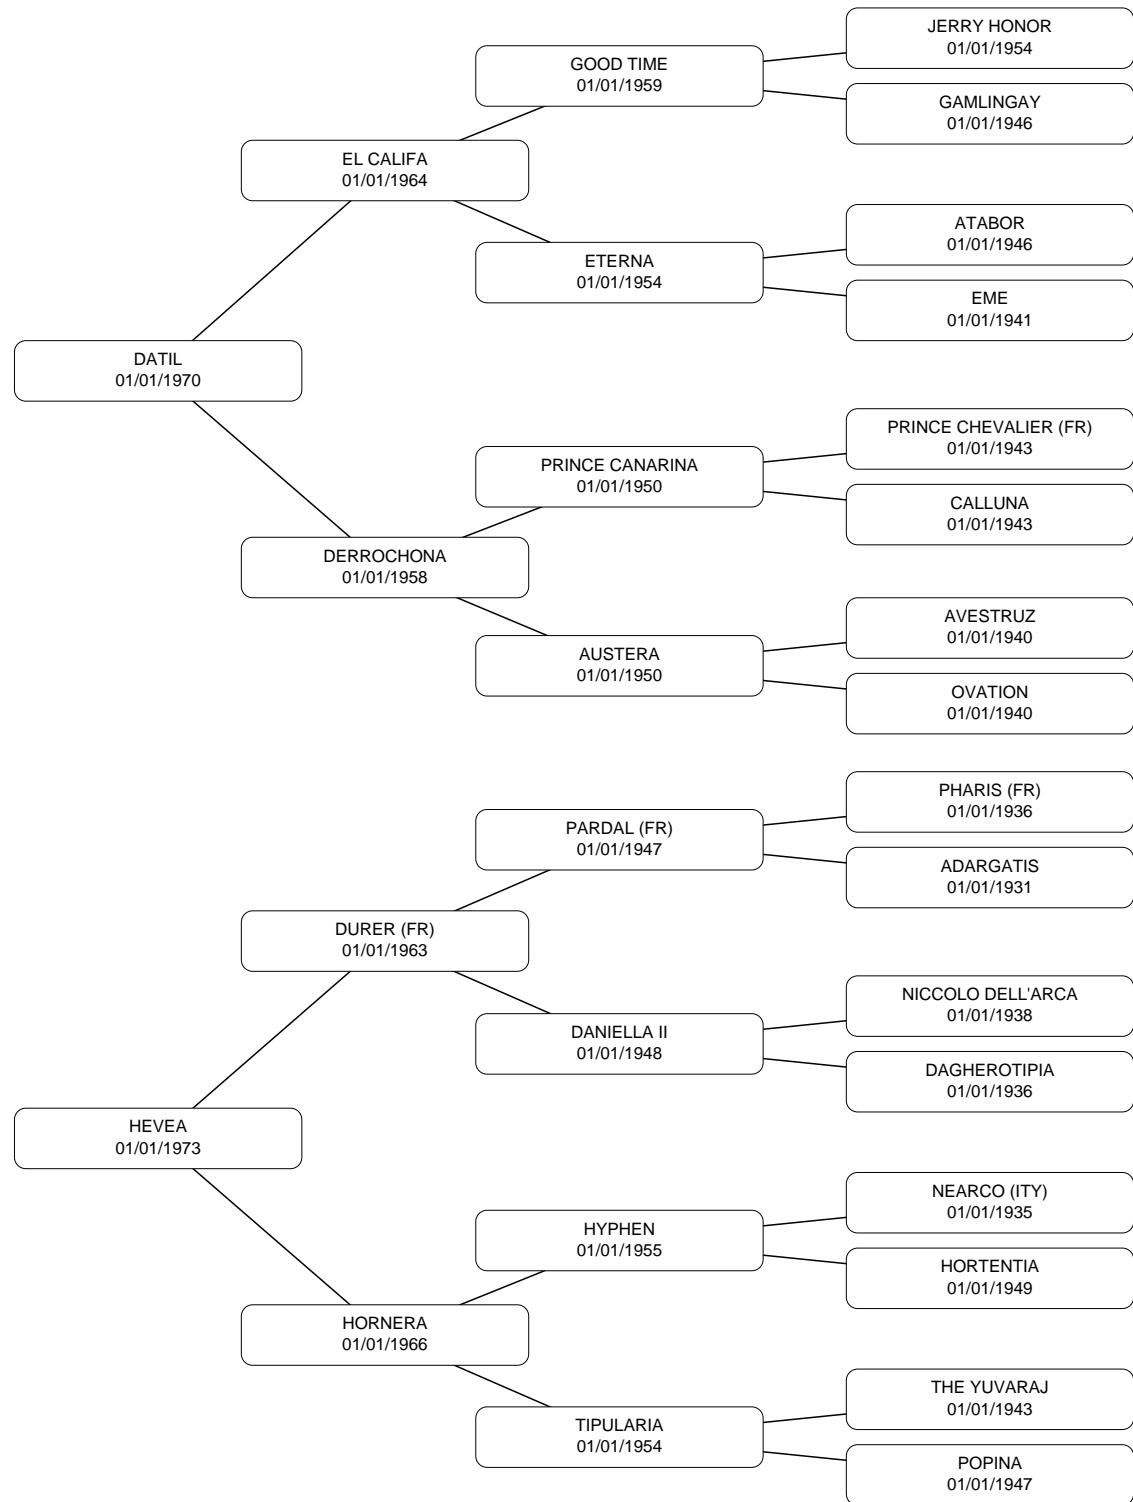 JERRY HONOR
01/01/1954
GOOD TIME
01/01/1959
GAMLINGAY
01/01/1946
EL CALIFA
01/01/1964
ATABOR
01/01/1946
ETERNA
01/01/1954
EME
01/01/1941
DATIL
01/01/1970
PRINCE CHEVALIER (FR)
01/01/1943
PRINCE CANARINA
01/01/1950
CALLUNA
01/01/1943
DERROCHONA
01/01/1958
AVESTRUZ
01/01/1940
AUSTERA
01/01/1950
OVATION
01/01/1940
PHARIS (FR)
01/01/1936
PARDAL (FR)
01/01/1947
ADARGATIS
01/01/1931
DURER (FR)
01/01/1963
NICCOLO DELL'ARCA
01/01/1938
DANIELLA II
01/01/1948
DAGHEROTIPIA
01/01/1936
HEVEA
01/01/1973
NEARCO (ITY)
01/01/1935
HYPHEN
01/01/1955
HORTENTIA
01/01/1949
HORNERA
01/01/1966
THE YUVARAJ
01/01/1943
TIPULARIA
01/01/1954
POPINA
01/01/1947